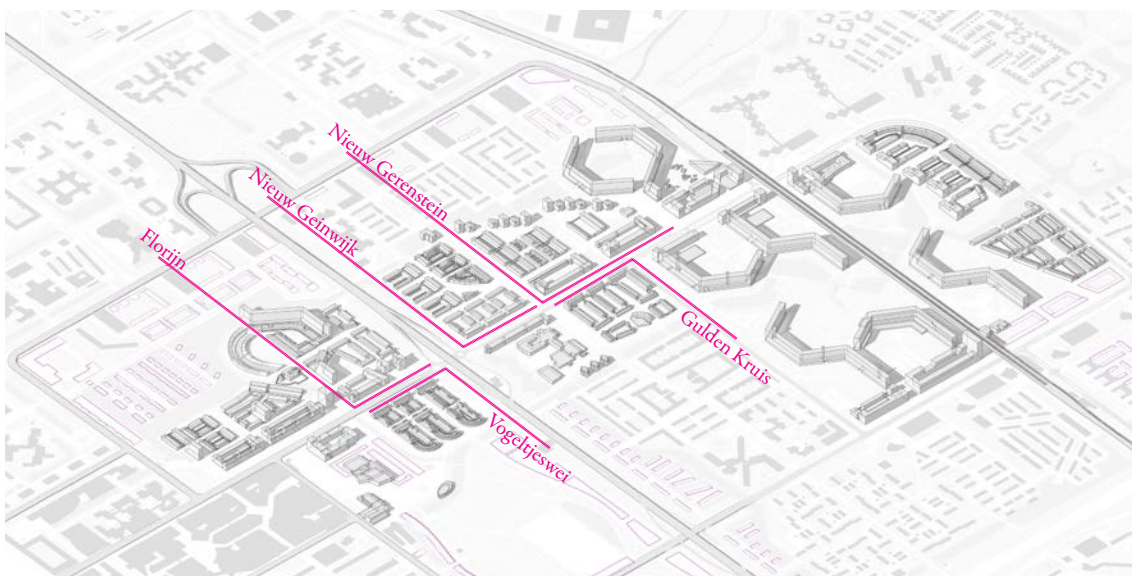 Nieuw Gerenstein
Nieuw Geinwijk
Florijn
Gulden Kruis
Vogeltjeswei